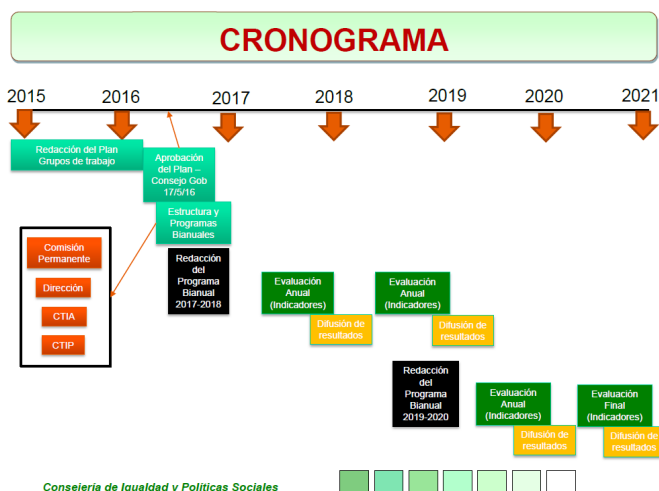 CRONOGRAMA
2015 2016 2017 2018 2019 2020 2021
Redacción del Plan
Grupos de trabajo
Aprobación
del Plan –
Consejo Gob
17/5/16
Estructura y
Programas
Bianuales
Comisión
Permanente
Dirección
CTIA
CTIP
Redacción
del
Programa
Bianual
2017-2018
Evaluación
Anual
(Indicadores)
Difusión de
resultados
Evaluación
Anual
(Indicadores)
Difusión de
resultados
Redacción
del
Programa
Bianual
2019-2020
Evaluación
Anual
(Indicadores)
Difusión de
resultados
Evaluación
Final
(Indicadores)
Difusión de
resultados
Consejería de Igualdad y Políticas Sociales